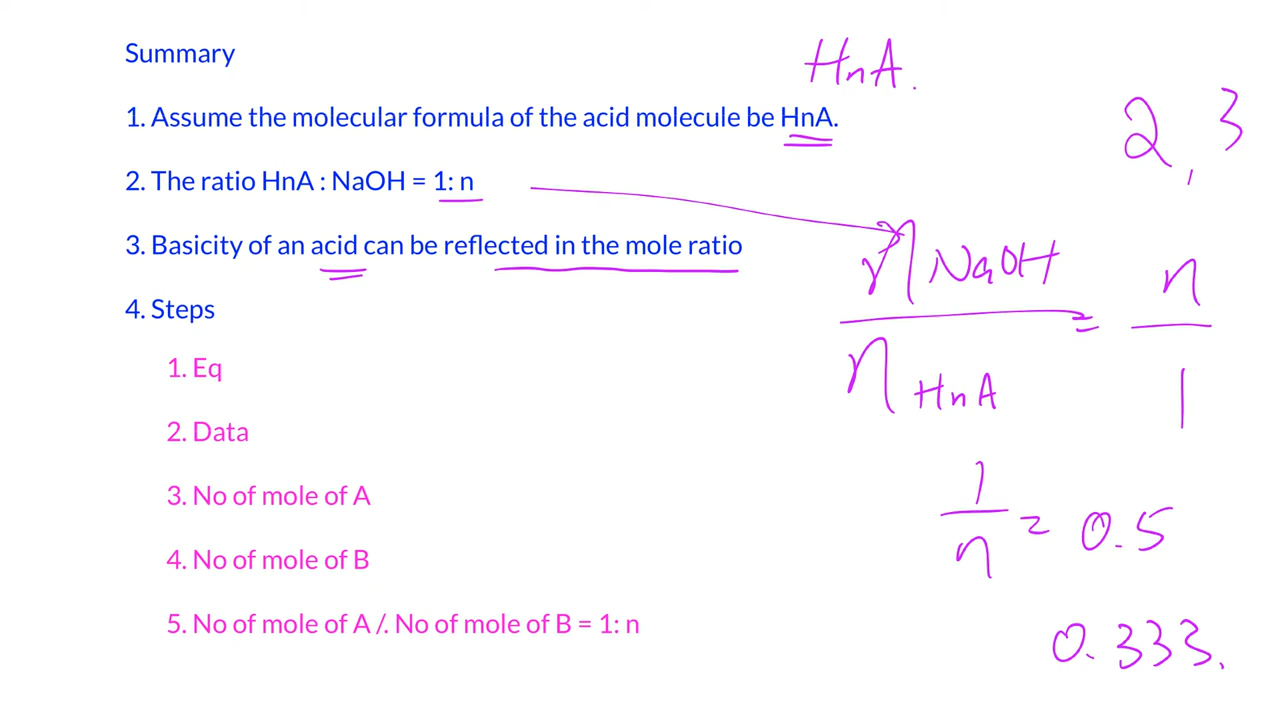 Summary
HnA.
1. Assume the molecular formula of the acid molecule be HnA.
2, 3
2. The ratio HnA : NaOH = 1: n
3. Basicity of an acid can be reflected in the mole ratio
n NaOH / n HnA = n / 1
4. Steps
1. Eq
2. Data
3. No of mole of A
1 / n = 0.5
4. No of mole of B
5. No of mole of A /. No of mole of B = 1: n
0.333.